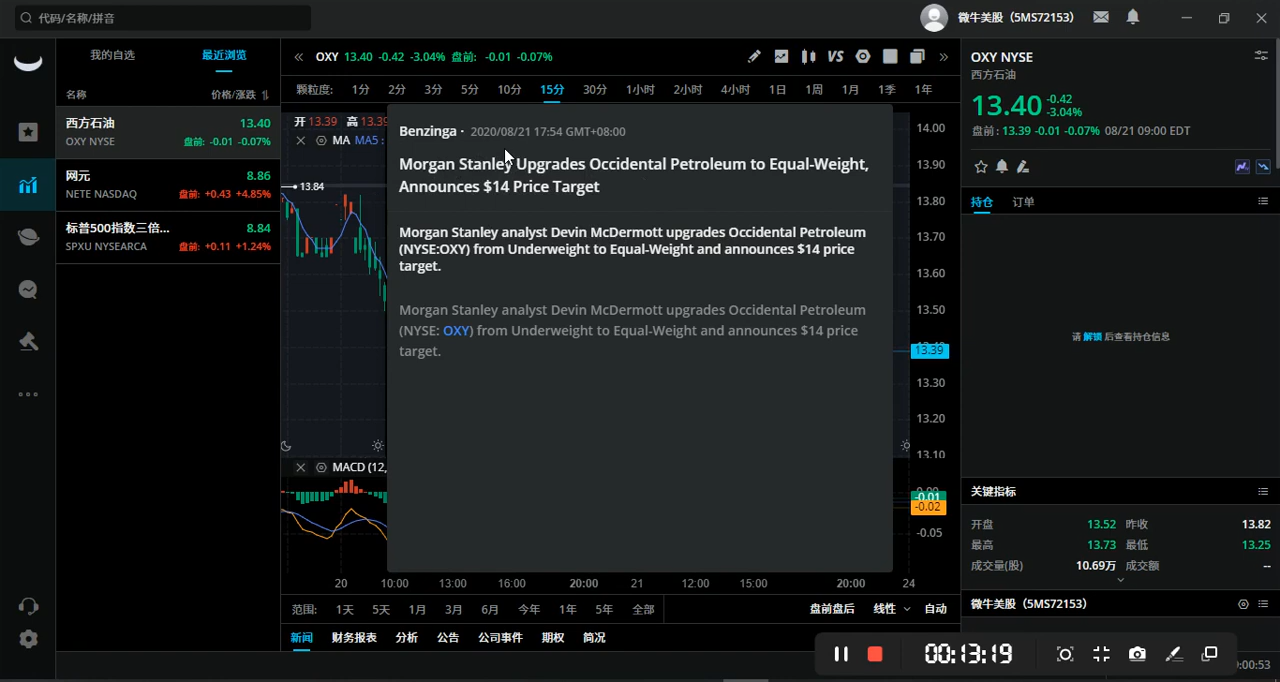 代码/名称/拼音
微牛美股（5MS72153）
我的自选 最近浏览
名称 价格/涨跌
西方石油 13.40
OXY NYSE 盘前: -0.01 -0.07%
网元 8.86
NETE NASDAQ 盘前: +0.43 +4.85%
标普500指数三倍... 8.84
SPXU NYSEARCA 盘前: +0.11 +1.24%
« OXY 13.40 -0.42 -3.04% 盘前: -0.01 -0.07% VS »
颗粒度: 1分 2分 3分 5分 10分 15分 30分 1小时 2小时 4小时 1日 1周 1月 1季 1年
开 13.39 高 13.39
MA MA5:
13.84
Benzinga · 2020/08/21 17:54 GMT+08:00
Morgan Stanley Upgrades Occidental Petroleum to Equal-Weight,
Announces $14 Price Target
Morgan Stanley analyst Devin McDermott upgrades Occidental Petroleum
(NYSE:OXY) from Underweight to Equal-Weight and announces $14 price
target.
Morgan Stanley analyst Devin McDermott upgrades Occidental Petroleum
(NYSE: OXY) from Underweight to Equal-Weight and announces $14 price
target.
14.00
13.90
13.80
13.70
13.60
13.50
13.39
13.30
13.20
13.10
MACD (12,
-0.01
-0.02
-0.05
20 10:00 13:00 16:00 20:00 21 12:00 15:00 20:00 24
范围: 1天 5天 1月 3月 6月 今年 1年 5年 全部 盘前盘后 线性 自动
新闻 财务报表 分析 公告 公司事件 期权 简况
OXY NYSE
西方石油
13.40 -0.42
-3.04%
盘前: 13.39 -0.01 -0.07% 08/21 09:00 EDT
持仓 订单
请 解锁 后查看持仓信息
关键指标
开盘 13.52 昨收 13.82
最高 13.73 最低 13.25
成交量(股) 10.69万 成交额 --
微牛美股（5MS72153）
00:13:19
:00:53